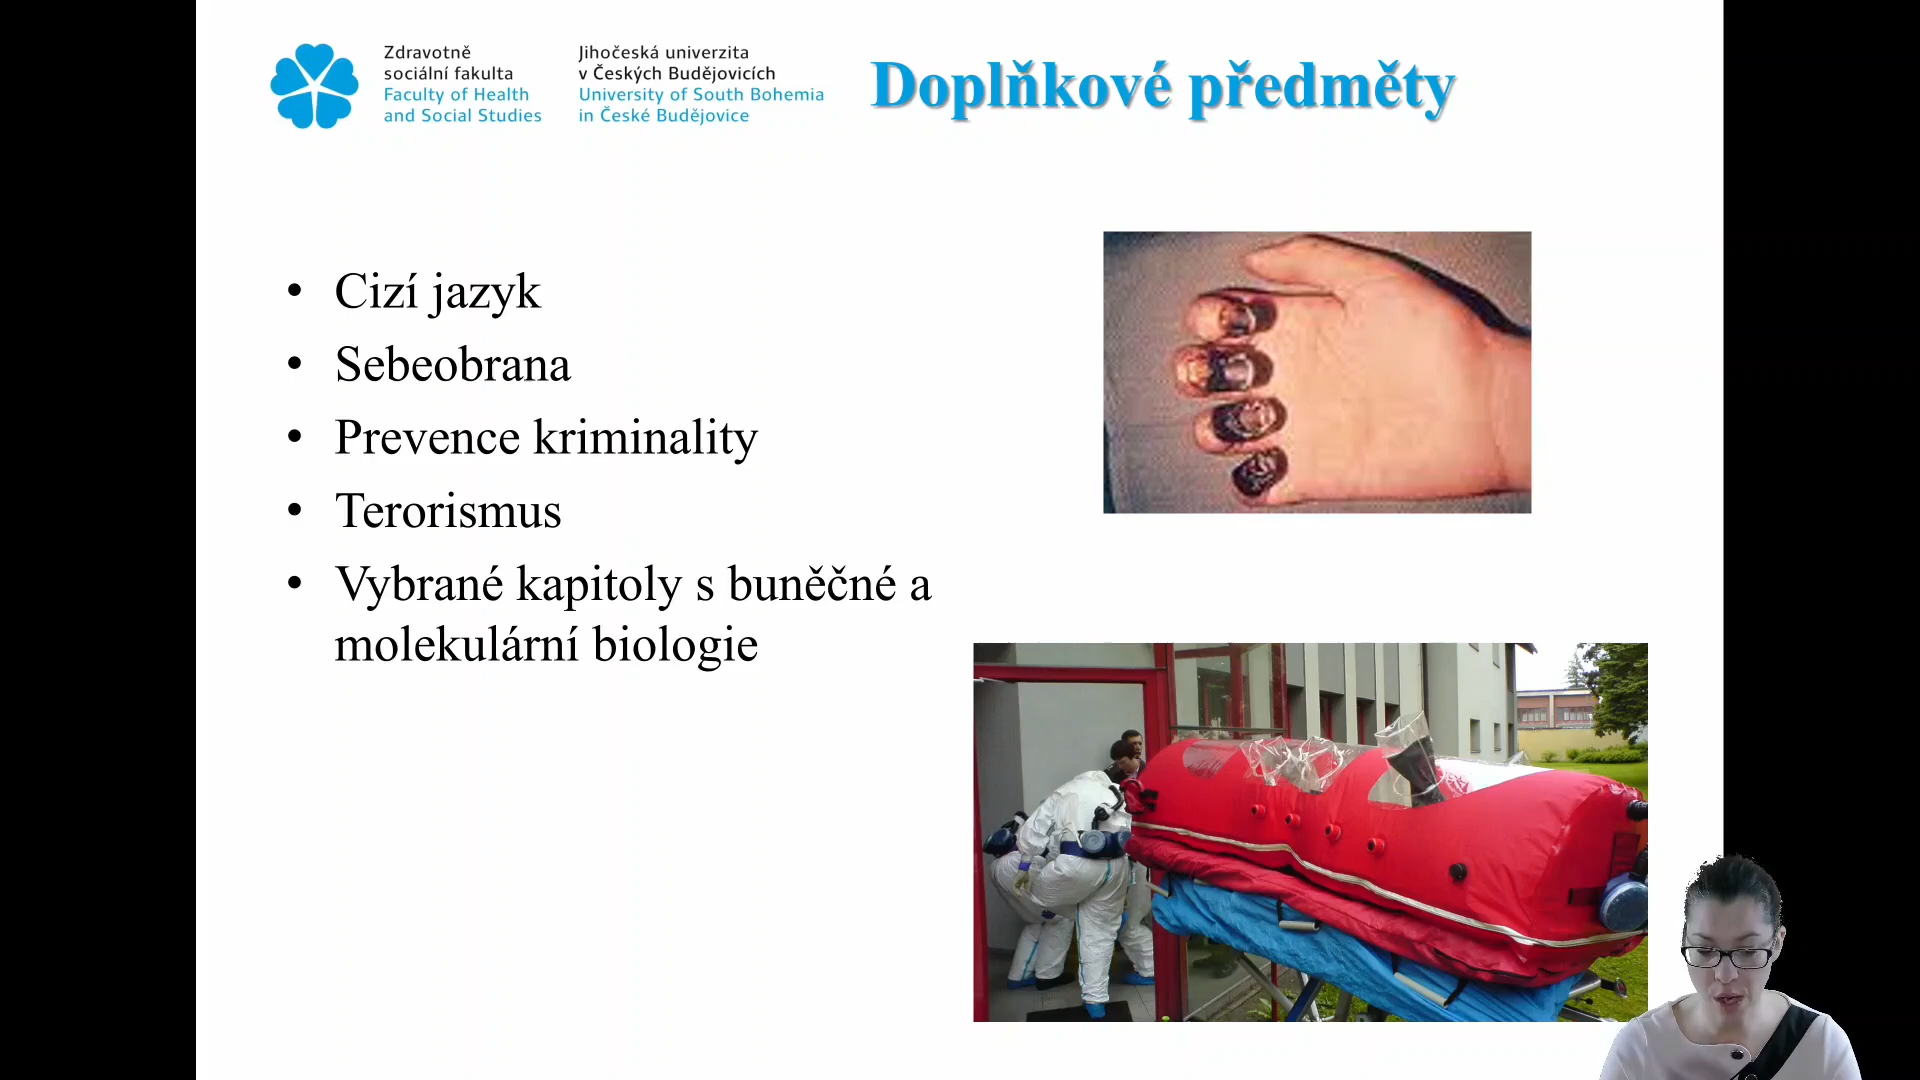 Zdravotně
sociální fakulta
Faculty of Health
and Social Studies
Jihočeská univerzita
v Českých Budějovicích
University of South Bohemia
in České Budějovice
Doplňkové předměty
• Cizí jazyk
• Sebeobrana
• Prevence kriminality
• Terorismus
• Vybrané kapitoly s buněčné a
molekulární biologie